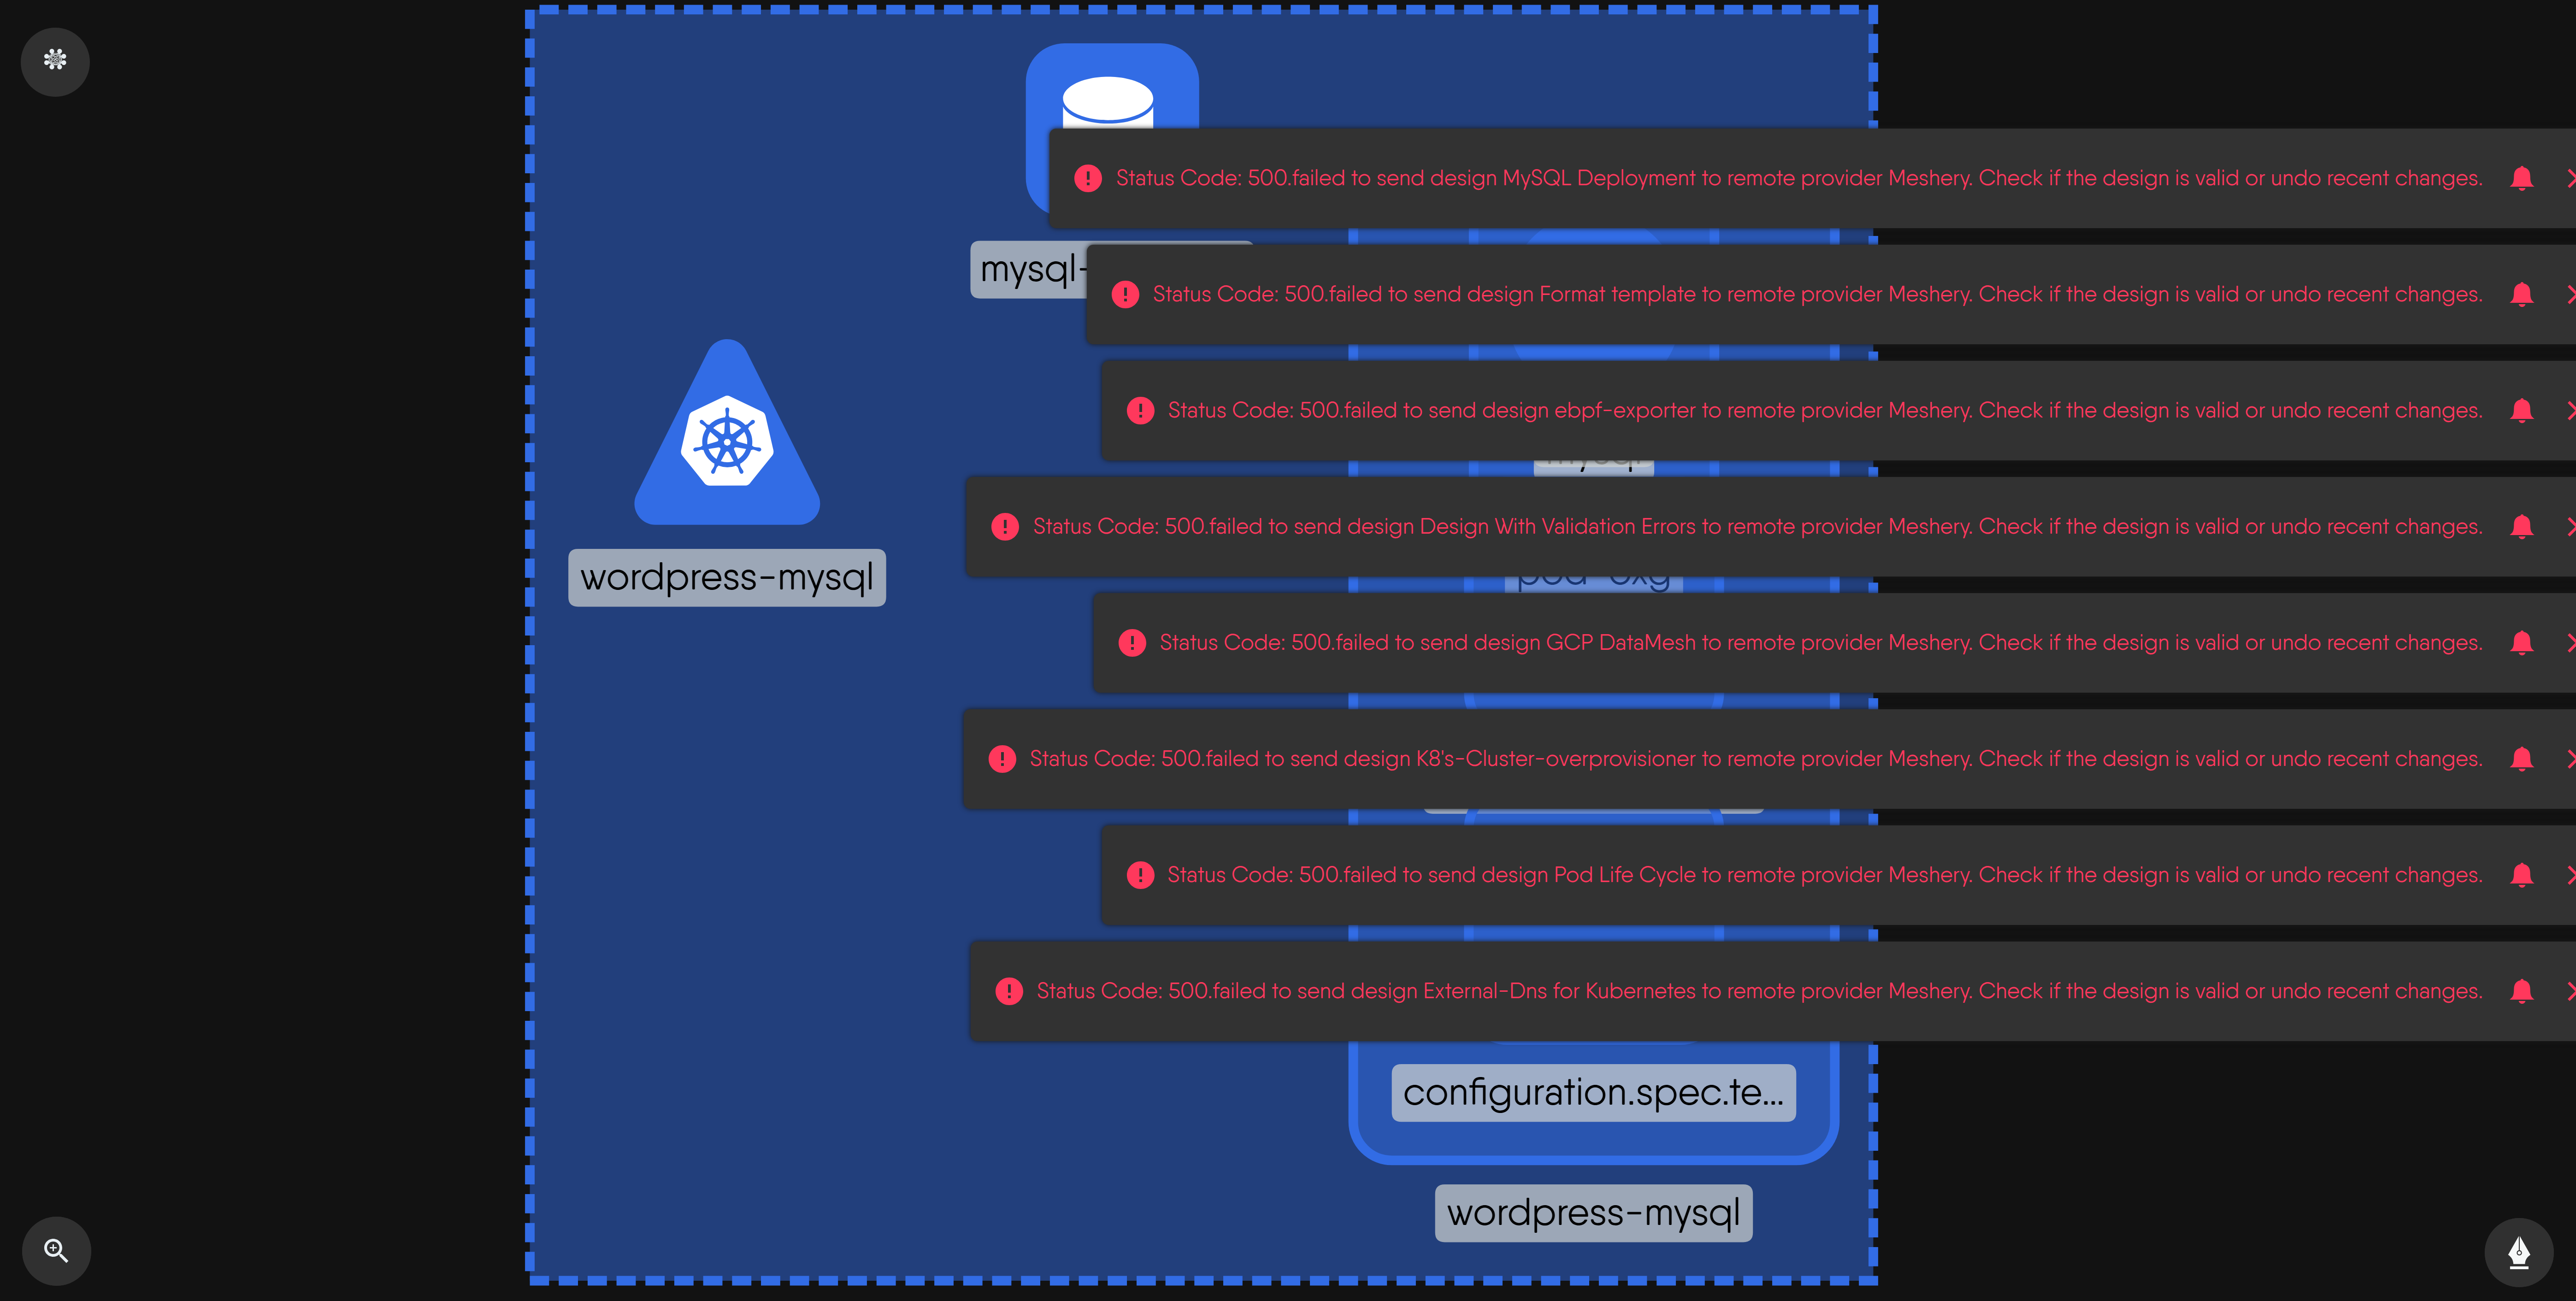 Status Code: 500.failed to send design MySQL Deployment to remote provider Meshery. Check if the design is valid or undo recent changes.
mysql-
Status Code: 500.failed to send design Format template to remote provider Meshery. Check if the design is valid or undo recent changes.
Status Code: 500.failed to send design ebpf-exporter to remote provider Meshery. Check if the design is valid or undo recent changes.
mysql
Status Code: 500.failed to send design Design With Validation Errors to remote provider Meshery. Check if the design is valid or undo recent changes.
wordpress-mysql
Status Code: 500.failed to send design GCP DataMesh to remote provider Meshery. Check if the design is valid or undo recent changes.
Status Code: 500.failed to send design K8's-Cluster-overprovisioner to remote provider Meshery. Check if the design is valid or undo recent changes.
Status Code: 500.failed to send design Pod Life Cycle to remote provider Meshery. Check if the design is valid or undo recent changes.
Status Code: 500.failed to send design External-Dns for Kubernetes to remote provider Meshery. Check if the design is valid or undo recent changes.
configuration.spec.te...
wordpress-mysql